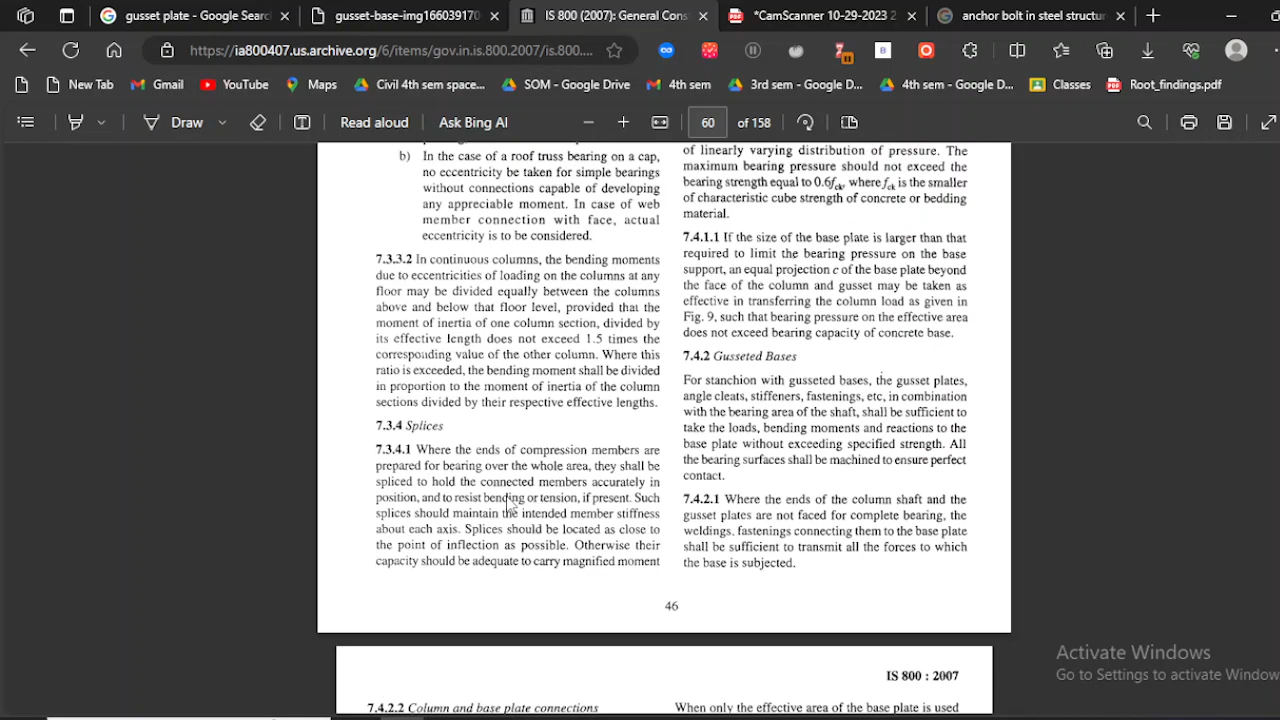 gusset plate - Google Searc
gusset-base-img166039170
IS 800 (2007): General Cons
*CamScanner 10-29-2023 2
anchor bolt in steel structur
https://ia800407.us.archive.org/6/items/gov.in.is.800.2007/is.800....
New Tab
Gmail
YouTube
Maps
Civil 4th sem space...
SOM - Google Drive
4th sem
3rd sem - Google D...
4th sem - Google D...
Classes
Root_findings.pdf
Draw
Read aloud
Ask Bing AI
60 of 158
b) In the case of a roof truss bearing on a cap,
no eccentricity be taken for simple bearings
without connections capable of developing
any appreciable moment. In case of web
member connection with face, actual
eccentricity is to be considered.
7.3.3.2 In continuous columns, the bending moments
due to eccentricities of loading on the columns at any
floor may be divided equally between the columns
above and below that floor level, provided that the
moment of inertia of one column section, divided by
its effective length does not exceed 1.5 times the
corresponding value of the other column. Where this
ratio is exceeded, the bending moment shall be divided
in proportion to the moment of inertia of the column
sections divided by their respective effective lengths.
7.3.4 Splices
7.3.4.1 Where the ends of compression members are
prepared for bearing over the whole area, they shall be
spliced to hold the connected members accurately in
position, and to resist bending or tension, if present. Such
splices should maintain the intended member stiffness
about each axis. Splices should be located as close to
the point of inflection as possible. Otherwise their
capacity should be adequate to carry magnified moment
of linearly varying distribution of pressure. The
maximum bearing pressure should not exceed the
bearing strength equal to 0.6fck, where fck is the smaller
of characteristic cube strength of concrete or bedding
material.
7.4.1.1 If the size of the base plate is larger than that
required to limit the bearing pressure on the base
support, an equal projection c of the base plate beyond
the face of the column and gusset may be taken as
effective in transferring the column load as given in
Fig. 9, such that bearing pressure on the effective area
does not exceed bearing capacity of concrete base.
7.4.2 Gusseted Bases
For stanchion with gusseted bases, the gusset plates,
angle cleats, stiffeners, fastenings, etc, in combination
with the bearing area of the shaft, shall be sufficient to
take the loads, bending moments and reactions to the
base plate without exceeding specified strength. All
the bearing surfaces shall be machined to ensure perfect
contact.
7.4.2.1 Where the ends of the column shaft and the
gusset plates are not faced for complete bearing, the
weldings, fastenings connecting them to the base plate
shall be sufficient to transmit all the forces to which
the base is subjected.
46
IS 800 : 2007
7.4.2.2 Column and base plate connections
When only the effective area of the base plate is used
Activate Windows
Go to Settings to activate Window